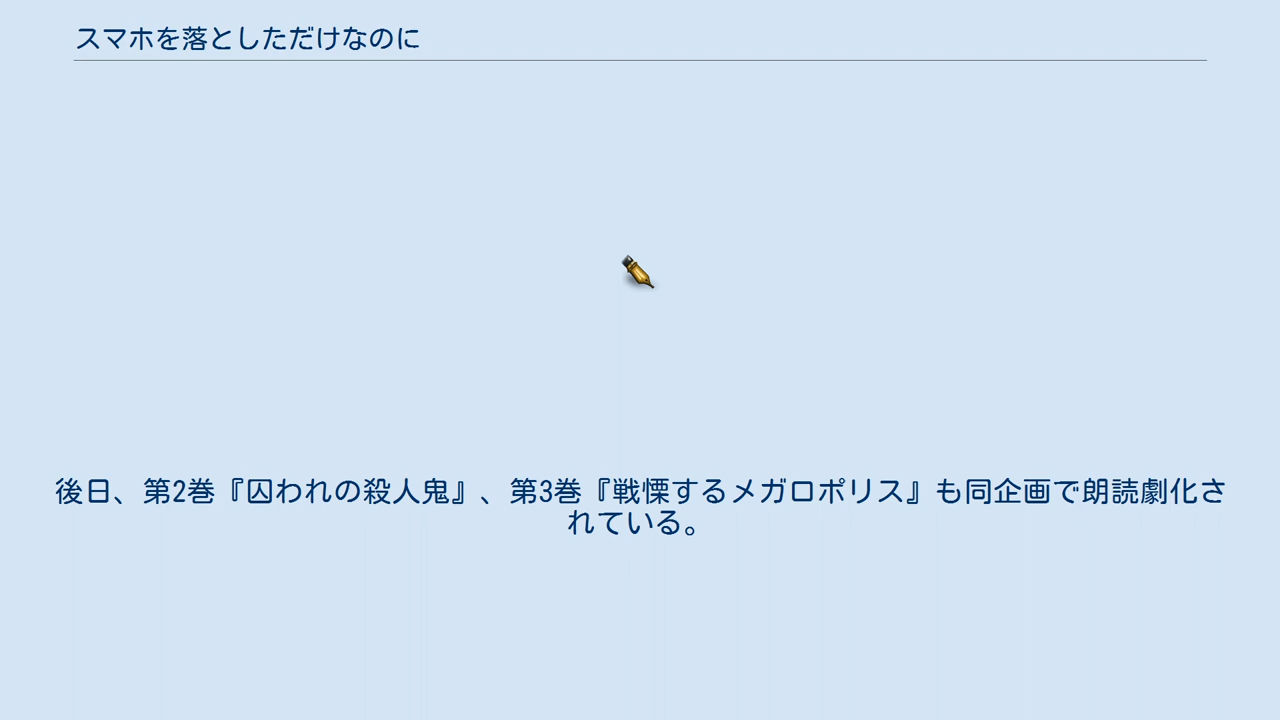 スマホを落としただけなのに
後日、第2巻『囚われの殺人鬼』、第3巻『戦慄するメガロポリス』も同企画で朗読劇化さ
れている。